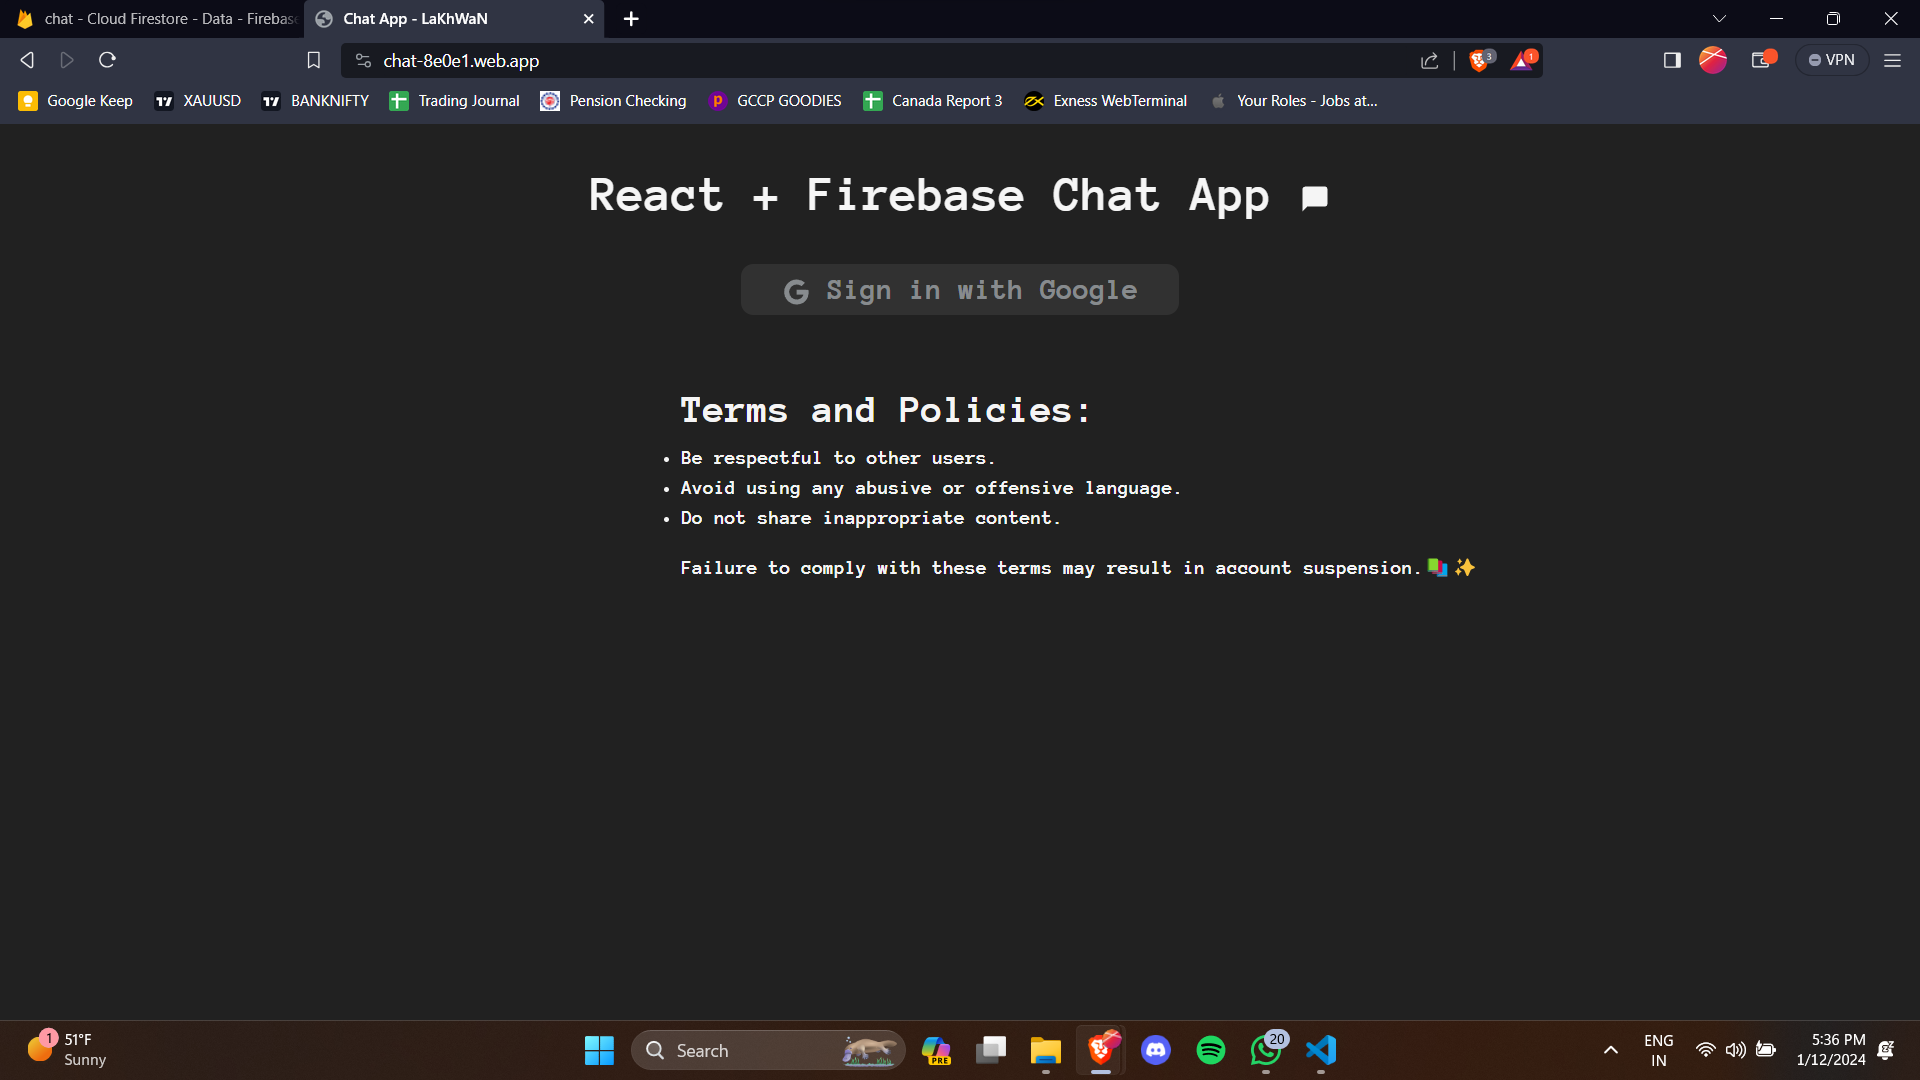 chat - Cloud Firestore - Data - Firebas
Chat App - LaKhWaN
chat-8e0e1.web.app
3
1
VPN
Google Keep
XAUUSD
BANKNIFTY
Trading Journal
Pension Checking
GCCP GOODIES
Canada Report 3
Exness WebTerminal
Your Roles - Jobs at...
React + Firebase Chat App
Sign in with Google
Terms and Policies:
• Be respectful to other users.
• Avoid using any abusive or offensive language.
• Do not share inappropriate content.
Failure to comply with these terms may result in account suspension.
1
51°F
Sunny
Search
PRE
20
ENG
IN
5:36 PM
1/12/2024